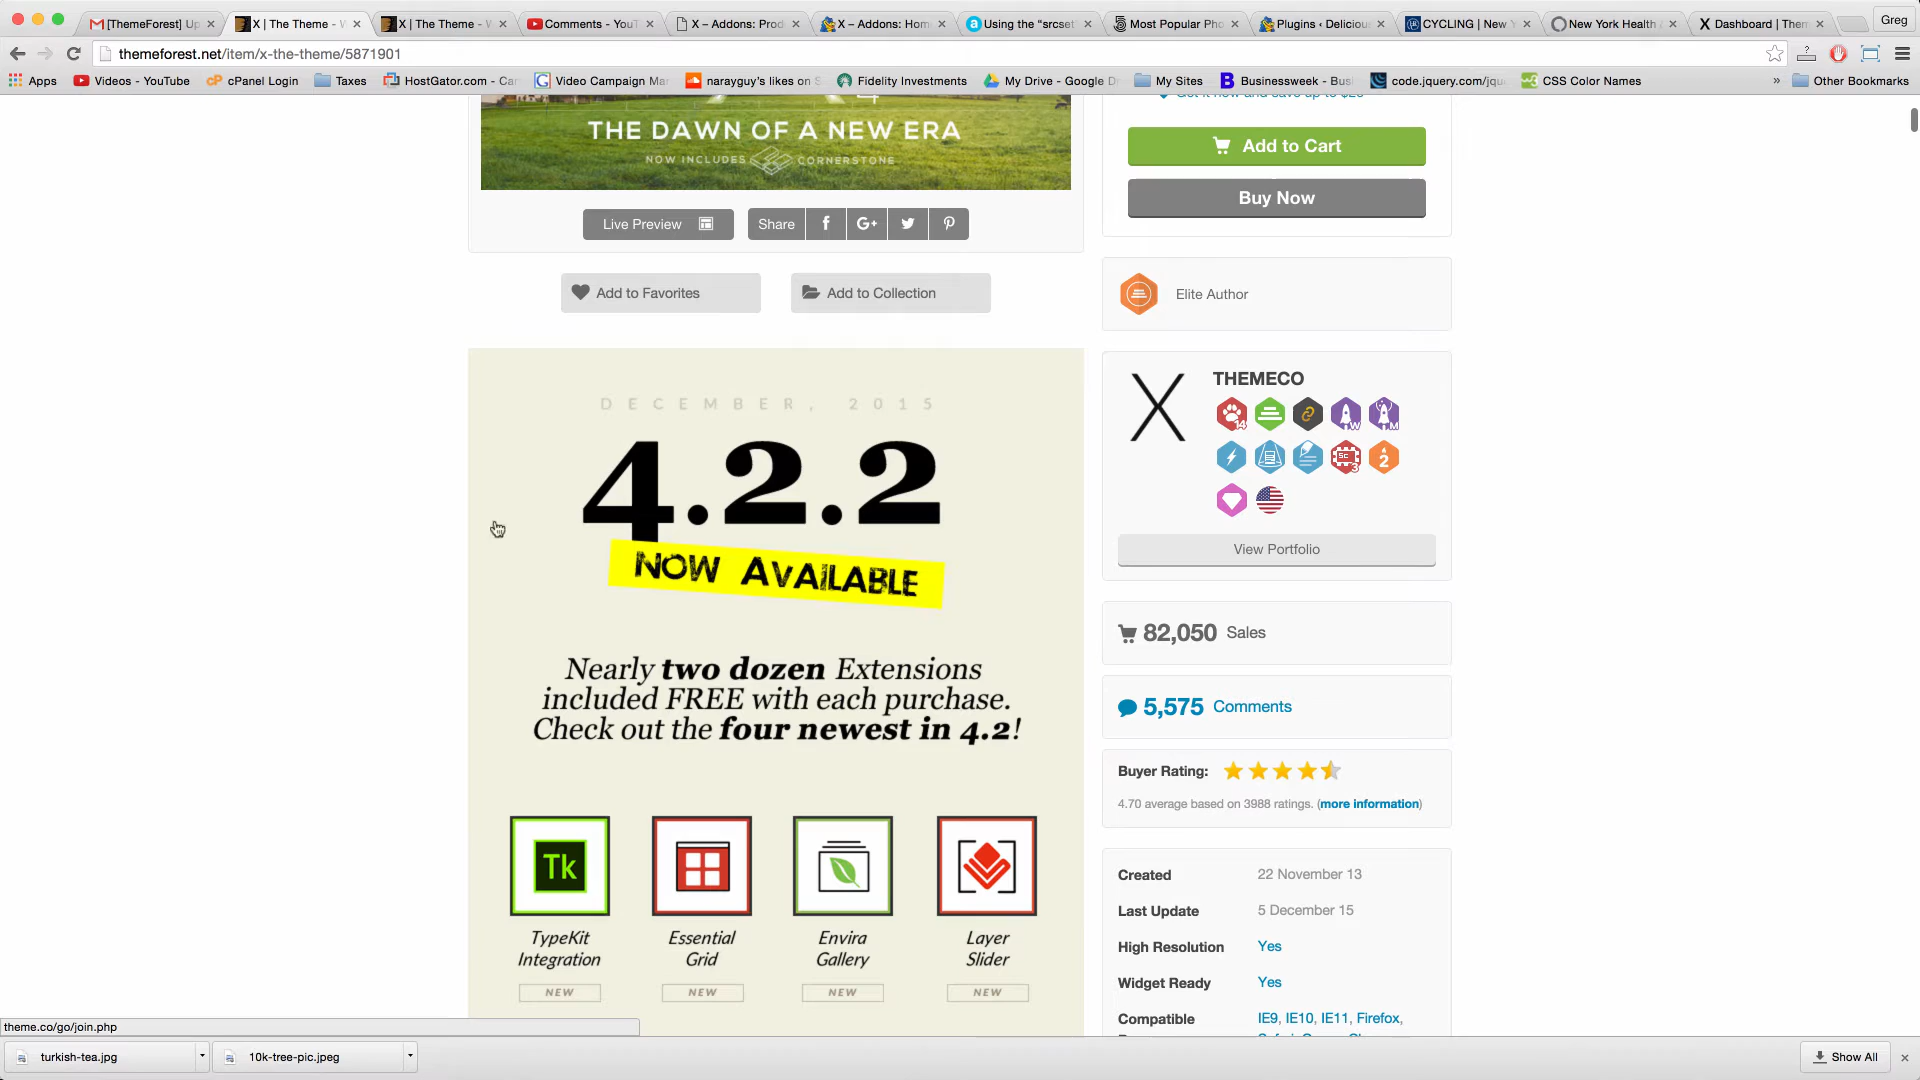 [ThemeForest] Up
X | The Theme - W
X | The Theme - W
Comments - YouT
X – Addons: Prod
X – Addons: Hom
Using the "srcset
Most Popular Pho
Plugins ‹ Deliciou
CYCLING | New Y
New York Health
Dashboard | Them
Greg
themeforest.net/item/x-the-theme/5871901
Apps
Videos - YouTube
cPanel Login
Taxes
HostGator.com - Ca
Video Campaign Ma
narayguy's likes on S
Fidelity Investments
My Drive - Google D
My Sites
Businessweek - Bus
code.jquery.com/jqu
CSS Color Names
»
Other Bookmarks
THE DAWN OF A NEW ERA
NOW INCLUDES CORNERSTONE
Live Preview
Share
Add to Favorites
Add to Collection
DECEMBER, 2015
4.2.2
NOW AVAILABLE
Nearly two dozen Extensions
included FREE with each purchase.
Check out the four newest in 4.2!
Tk
TypeKit
Integration
NEW
Essential
Grid
NEW
Envira
Gallery
NEW
Layer
Slider
NEW
Add to Cart
Buy Now
Elite Author
X
THEMECO
View Portfolio
82,050 Sales
5,575 Comments
Buyer Rating:
4.70 average based on 3988 ratings. (more information)
Created 22 November 13
Last Update 5 December 15
High Resolution Yes
Widget Ready Yes
Compatible IE9, IE10, IE11, Firefox,
theme.co/go/join.php
turkish-tea.jpg
10k-tree-pic.jpeg
Show All